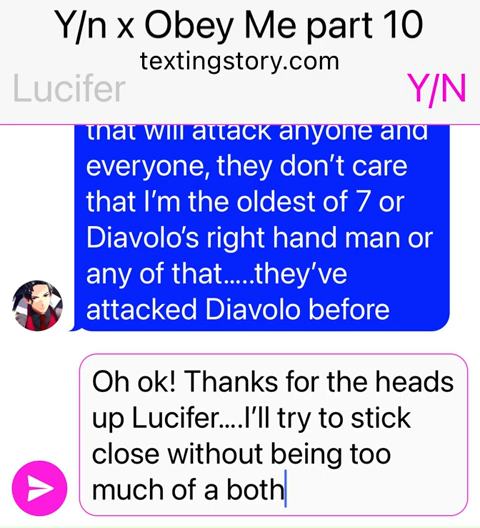 Y/n x Obey Me part 10
textingstory.com
Lucifer
Y/N
that will attack anyone and
everyone, they don't care
that I'm the oldest of 7 or
Diavolo's right hand man or
any of that.....they've
attacked Diavolo before
Oh ok! Thanks for the heads
up Lucifer....I'll try to stick
close without being too
much of a both